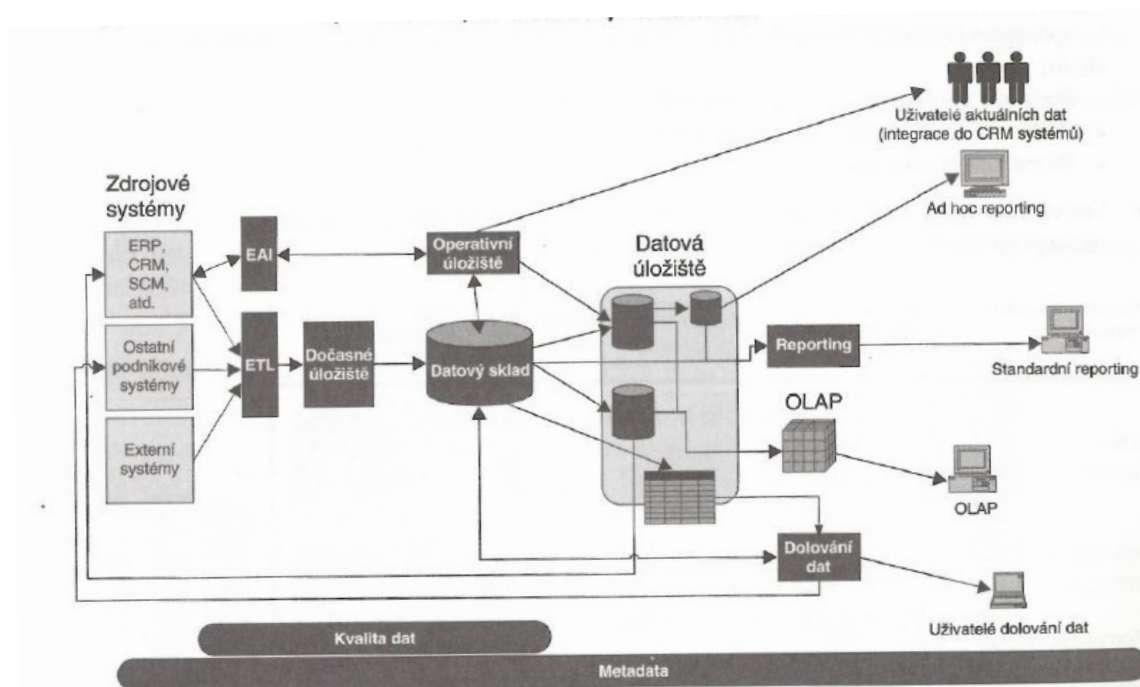 Uživatelé aktuálních dat
(integrace do CRM systémů)
Ad hoc reporting
Zdrojové
systémy
ERP,
CRM,
SCM,
atd.
EAI
Operativní
úložiště
Datová
úložiště
Ostatní
podnikové
systémy
ETL
Dočasné
úložiště
Datový sklad
Reporting
Standardní reporting
Externí
systémy
OLAP
OLAP
Dolování
dat
Uživatelé dolování dat
Kvalita dat
Metadata